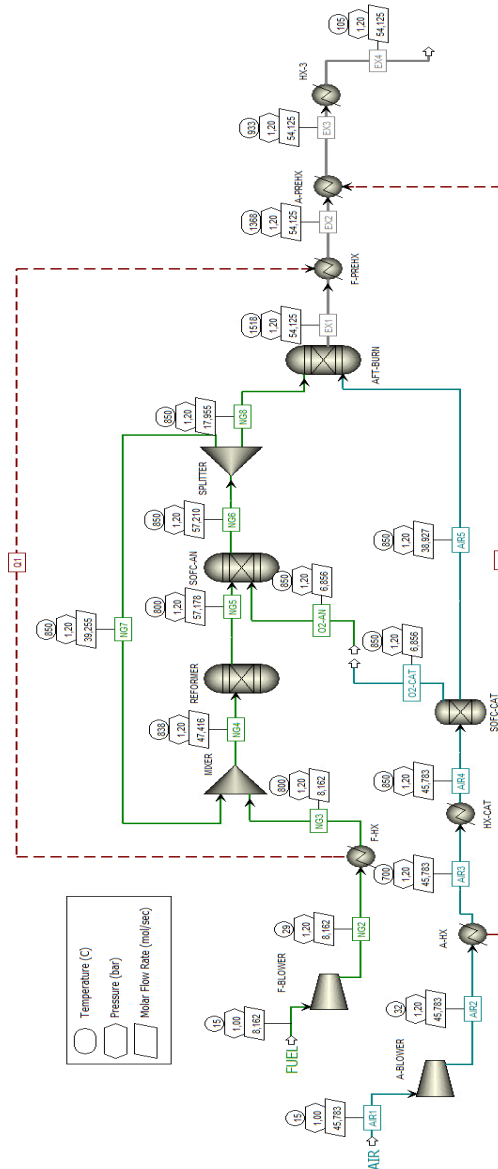 Temperature (C)
Pressure (bar)
Molar Flow Rate (mol/sec)
Q1
850
1,20
39,255
NG7
15
1,00
8,162
FUEL
F-BLOWER
29
1,20
8,162
NG2
F-HX
800
1,20
8,162
NG3
MIXER
838
1,20
47,416
NG4
REFORMER
800
1,20
57,178
NG5
SOFC-AN
850
1,20
57,210
NG6
SPLITTER
850
1,20
17,955
NG8
AFT-BURN
1518
1,20
54,125
EX1
F-PREHX
1368
1,20
54,125
EX2
A-PREHX
933
1,20
54,125
EX3
HX-3
105
1,20
54,125
EX4
850
1,20
6,856
O2-AN
850
1,20
6,856
O2-CAT
15
1,00
45,783
AIR
AIR1
A-BLOWER
32
1,20
45,783
AIR2
A-HX
700
1,20
45,783
AIR3
HX-CAT
850
1,20
45,783
AIR4
SOFC-CAT
850
1,20
38,927
AIR5